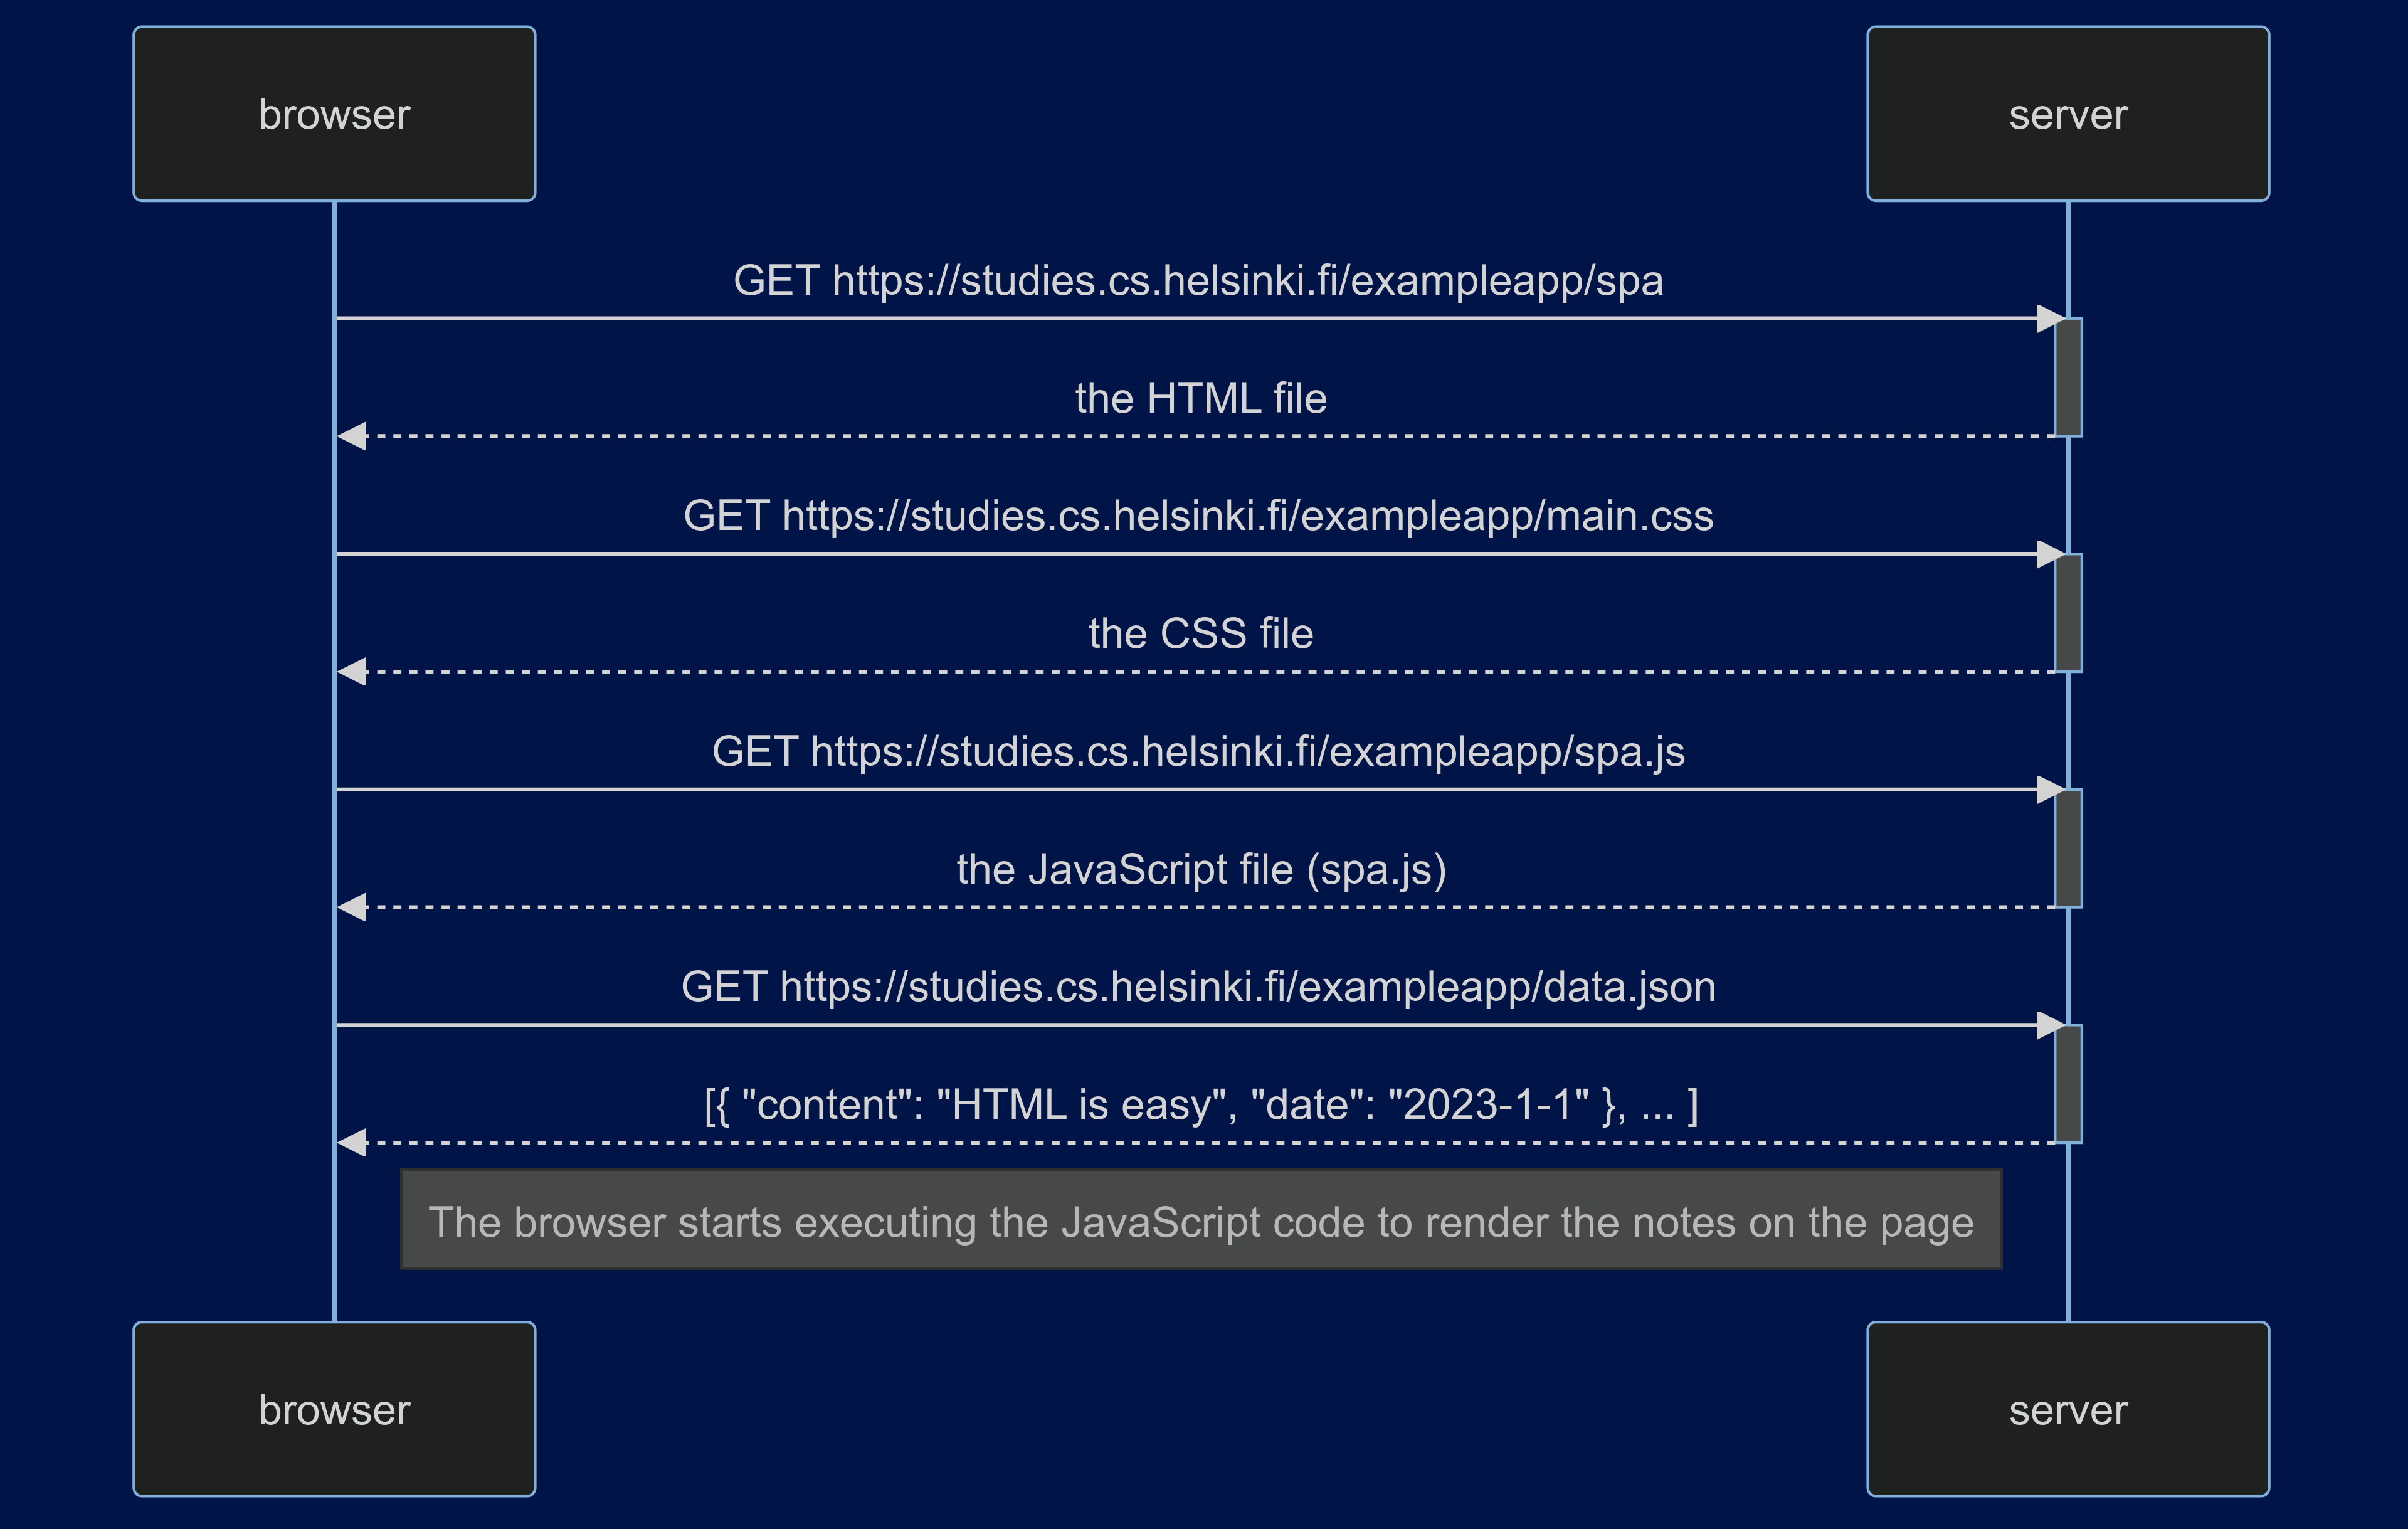 browser
server
GET https://studies.cs.helsinki.fi/exampleapp/spa
the HTML file
GET https://studies.cs.helsinki.fi/exampleapp/main.css
the CSS file
GET https://studies.cs.helsinki.fi/exampleapp/spa.js
the JavaScript file (spa.js)
GET https://studies.cs.helsinki.fi/exampleapp/data.json
[{ "content": "HTML is easy", "date": "2023-1-1" }, ... ]
The browser starts executing the JavaScript code to render the notes on the page
browser
server